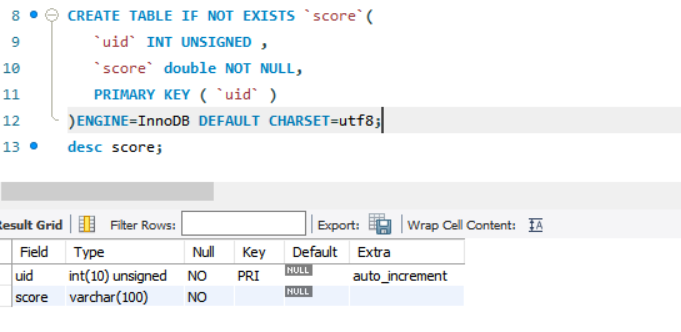 8 CREATE TABLE IF NOT EXISTS `score`(
9 `uid` INT UNSIGNED ,
10 `score` double NOT NULL,
11 PRIMARY KEY ( `uid` )
12 )ENGINE=InnoDB DEFAULT CHARSET=utf8;
13 desc score;
Result Grid Filter Rows: Export: Wrap Cell Content: IA
Field Type Null Key Default Extra
uid int(10) unsigned NO PRI NULL auto_increment
score varchar(100) NO NULL